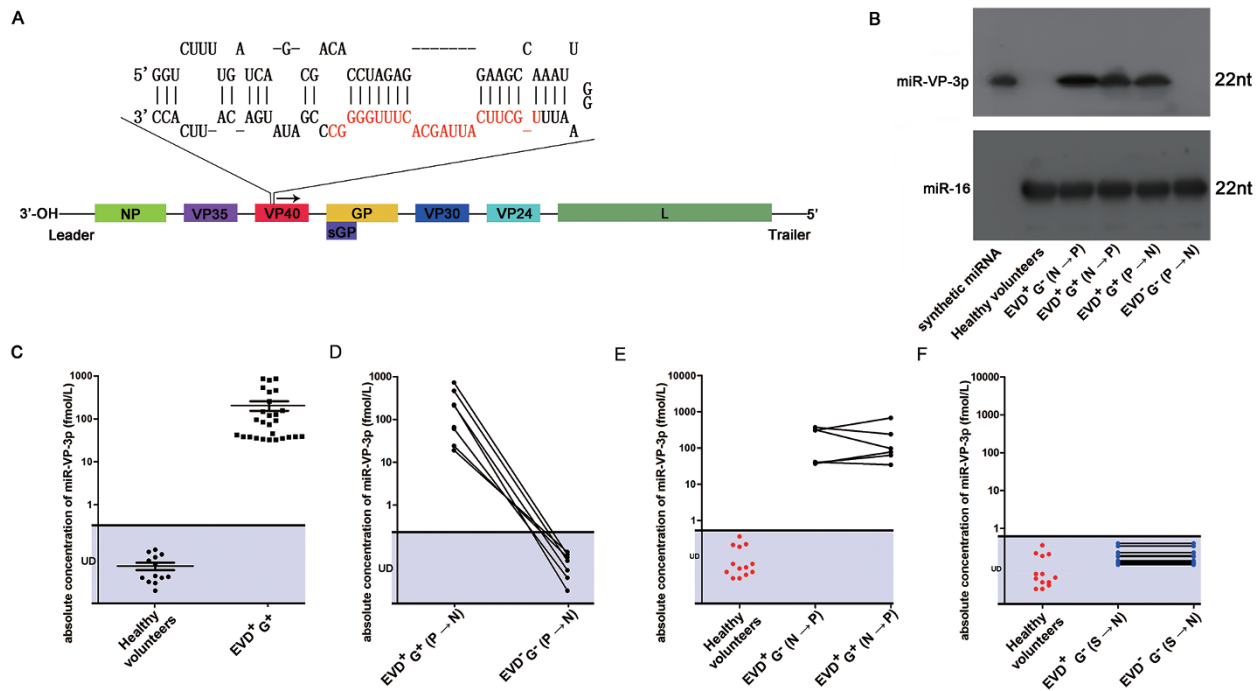 A
CUUU A –G– ACA ------- C U
5′ GGU UG UCA CG CCUAGAG GAAGC AAAU G
3′ CCA AC AGU GC GGGUUUC CUUCG UUUA G
CUU– – AUA CCG ACGAUUA – A
3'-OH NP VP35 VP40 GP VP30 VP24 L 5'
Leader sGP Trailer
B
miR-VP-3p 22nt
miR-16 22nt
synthetic miRNA
Healthy volunteers
EVD+ G- (N→P)
EVD+ G+ (N→P)
EVD+ G+ (P→N)
EVD- G- (P→N)
C
absolute concentration of miR-VP-3p (fmol/L)
1000
100
10
1
UD
Healthy
volunteers
EVD+ G+
D
absolute concentration of miR-VP-3p (fmol/L)
1000
100
10
1
UD
EVD+ G+ (P→N)
EVD- G- (P→N)
E
absolute concentration of miR-VP-3p (fmol/L)
10000
1000
100
10
1
UD
Healthy
volunteers
EVD+ G- (N→P)
EVD+ G+ (N→P)
F
absolute concentration of miR-VP-3p (fmol/L)
10000
1000
100
10
1
UD
Healthy
volunteers
EVD+ G- (S→N)
EVD- G- (S→N)